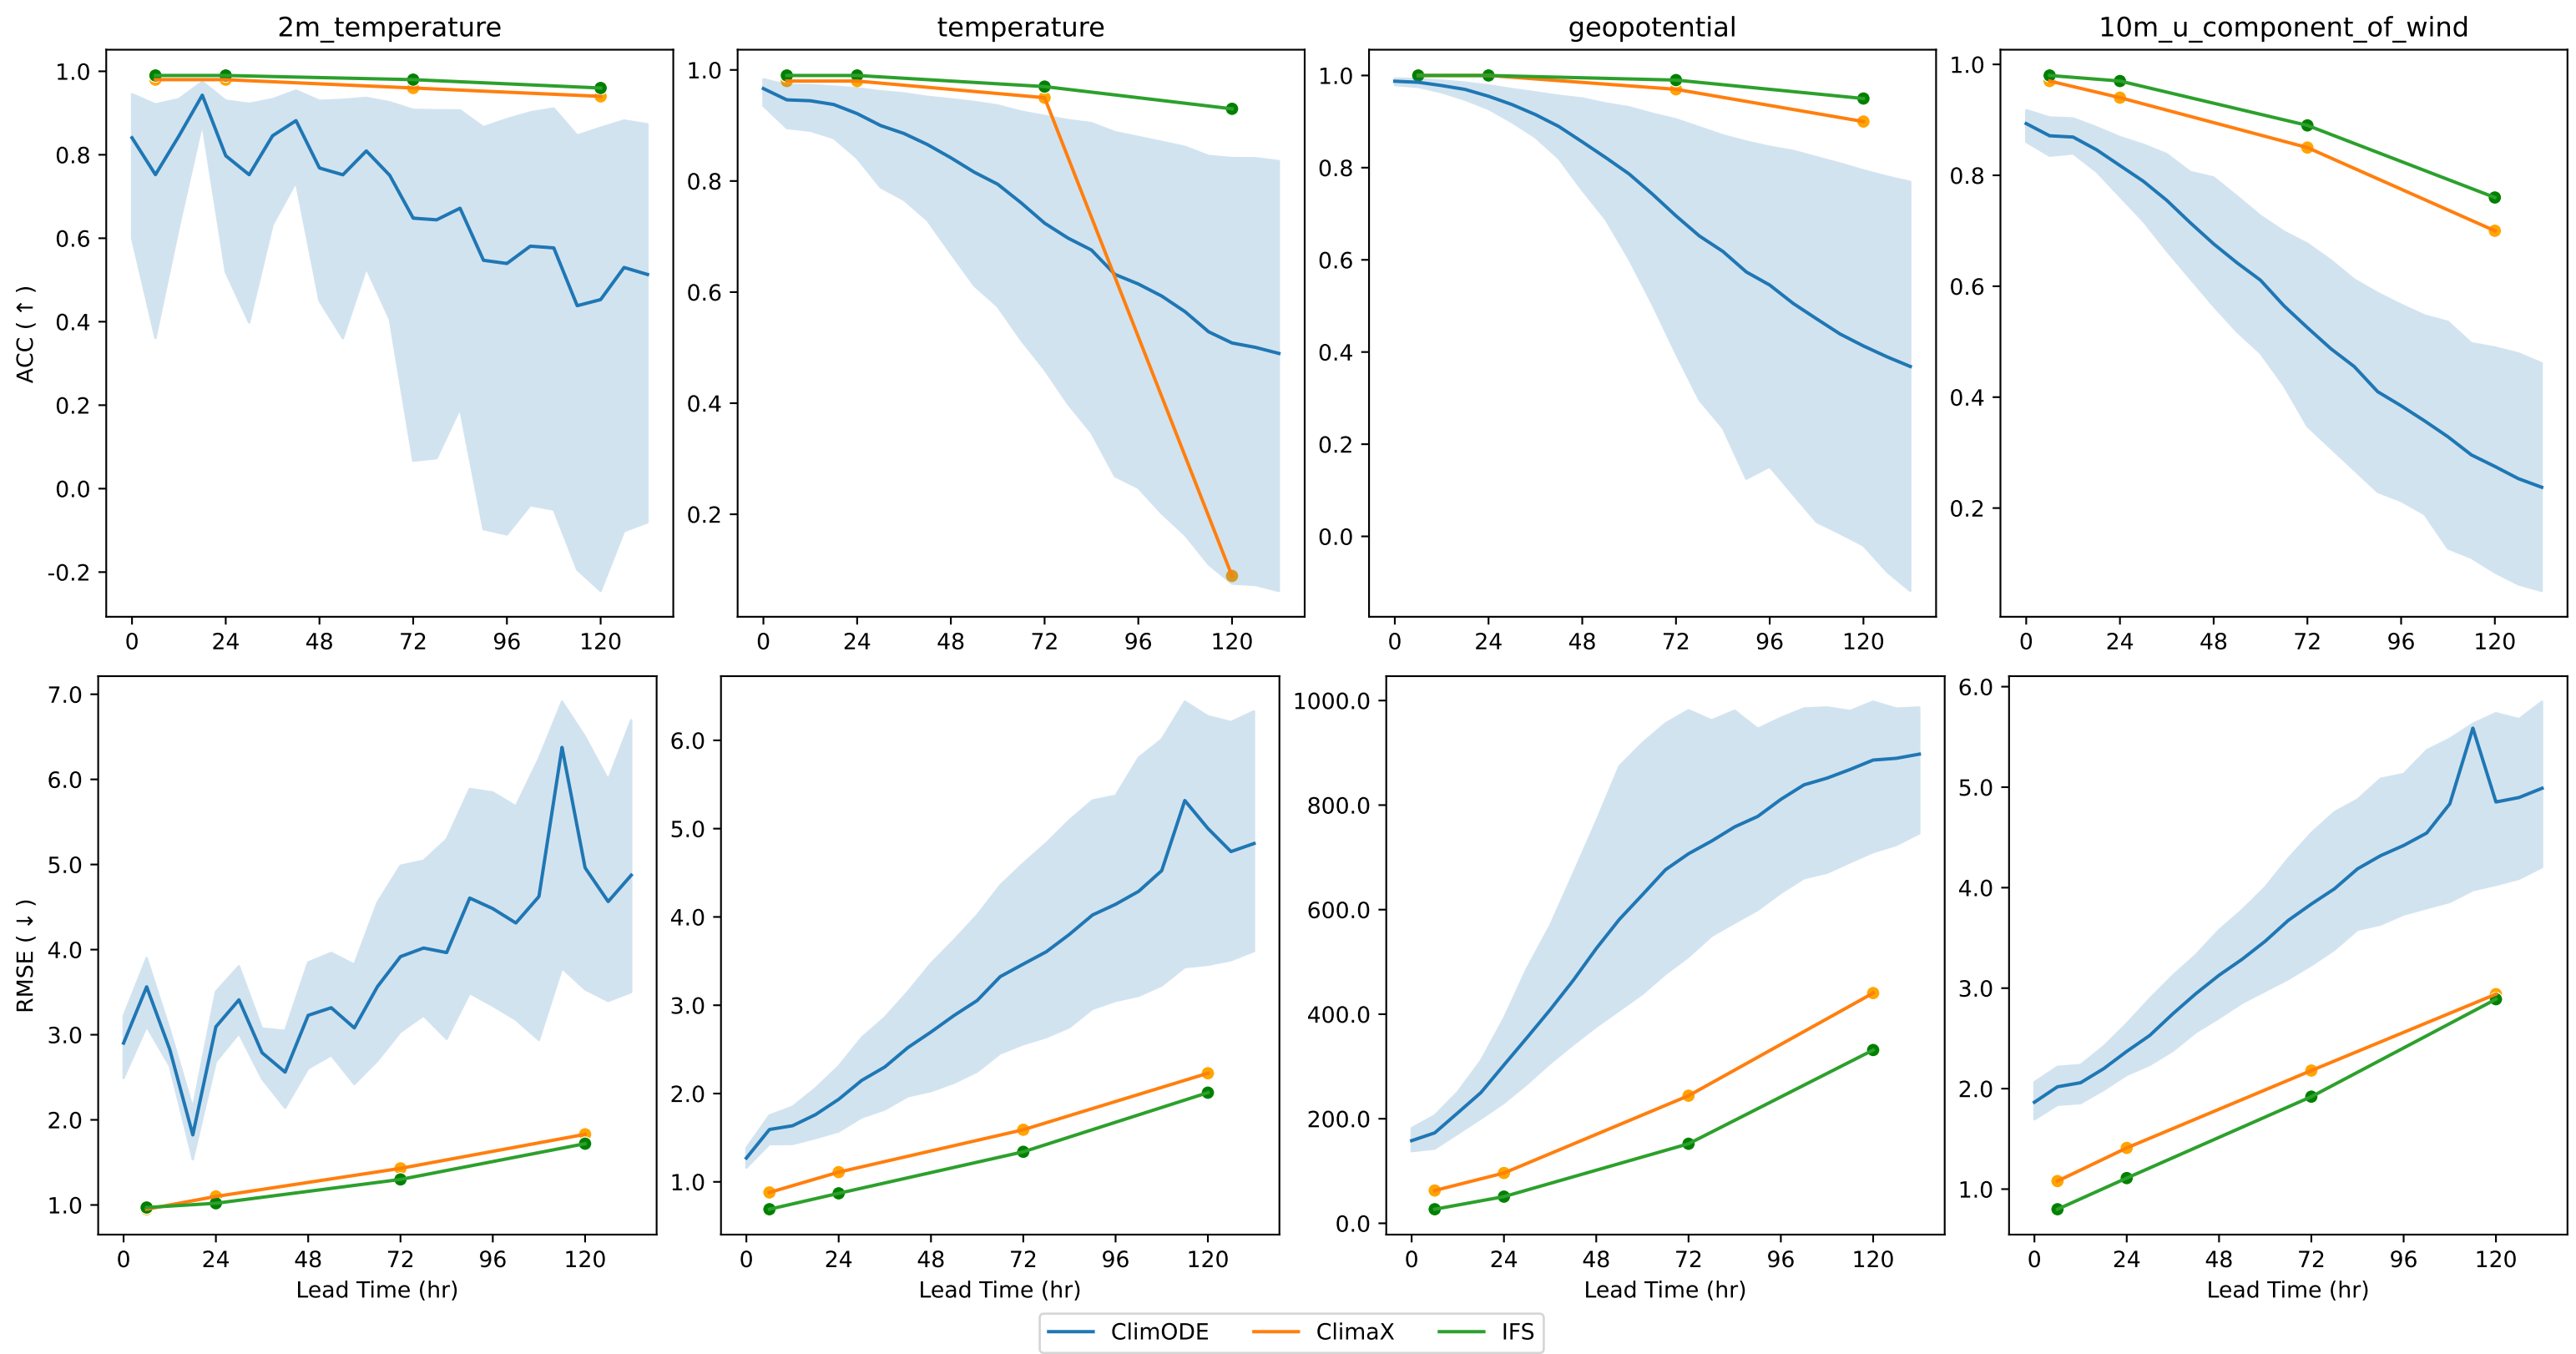 2m_temperature
temperature
geopotential
10m_u_component_of_wind
ACC ( ↑ )
1.0
0.8
0.6
0.4
0.2
0.0
-0.2
0 24 48 72 96 120
1.0
0.8
0.6
0.4
0.2
0 24 48 72 96 120
1.0
0.8
0.6
0.4
0.2
0.0
0 24 48 72 96 120
1.0
0.8
0.6
0.4
0.2
0 24 48 72 96 120
RMSE ( ↓ )
7.0
6.0
5.0
4.0
3.0
2.0
1.0
0 24 48 72 96 120
Lead Time (hr)
6.0
5.0
4.0
3.0
2.0
1.0
0 24 48 72 96 120
Lead Time (hr)
1000.0
800.0
600.0
400.0
200.0
0.0
0 24 48 72 96 120
Lead Time (hr)
6.0
5.0
4.0
3.0
2.0
1.0
0 24 48 72 96 120
Lead Time (hr)
ClimODE ClimaX IFS